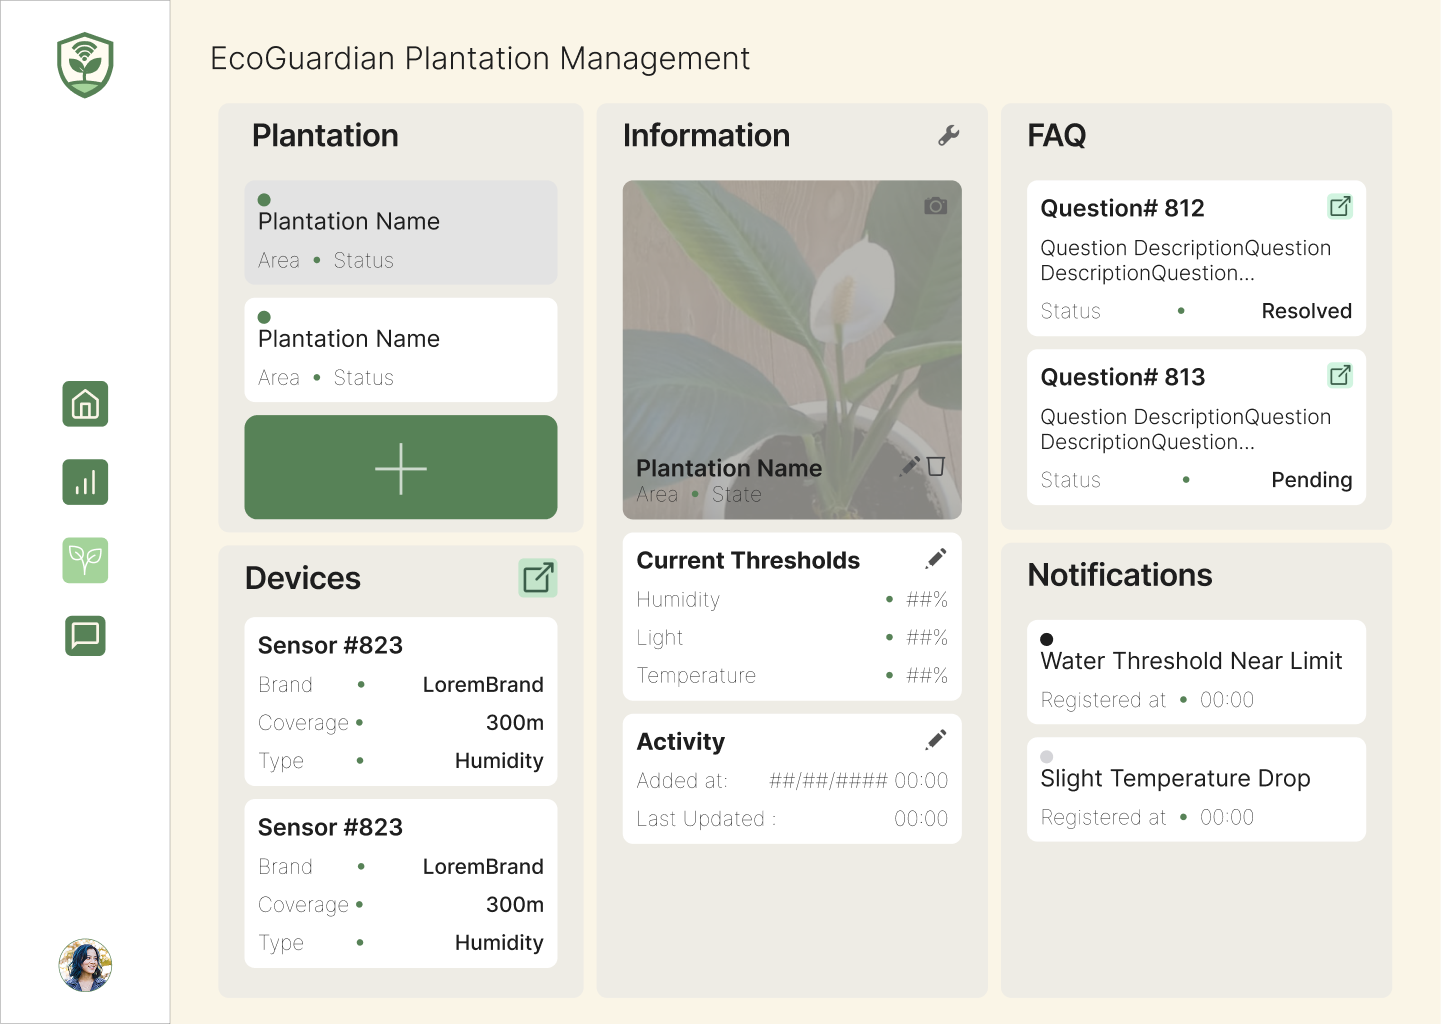 EcoGuardian Plantation Management
Plantation
Plantation Name
Area • Status
Plantation Name
Area • Status
Devices
Sensor #823
Brand • LoremBrand
Coverage • 300m
Type • Humidity
Sensor #823
Brand • LoremBrand
Coverage • 300m
Type • Humidity
Information
Plantation Name
Area • State
Current Thresholds
Humidity • ##%
Light • ##%
Temperature • ##%
Activity
Added at: ##/##/#### 00:00
Last Updated : 00:00
FAQ
Question# 812
Question DescriptionQuestion
DescriptionQuestion...
Status • Resolved
Question# 813
Question DescriptionQuestion
DescriptionQuestion...
Status • Pending
Notifications
Water Threshold Near Limit
Registered at • 00:00
Slight Temperature Drop
Registered at • 00:00